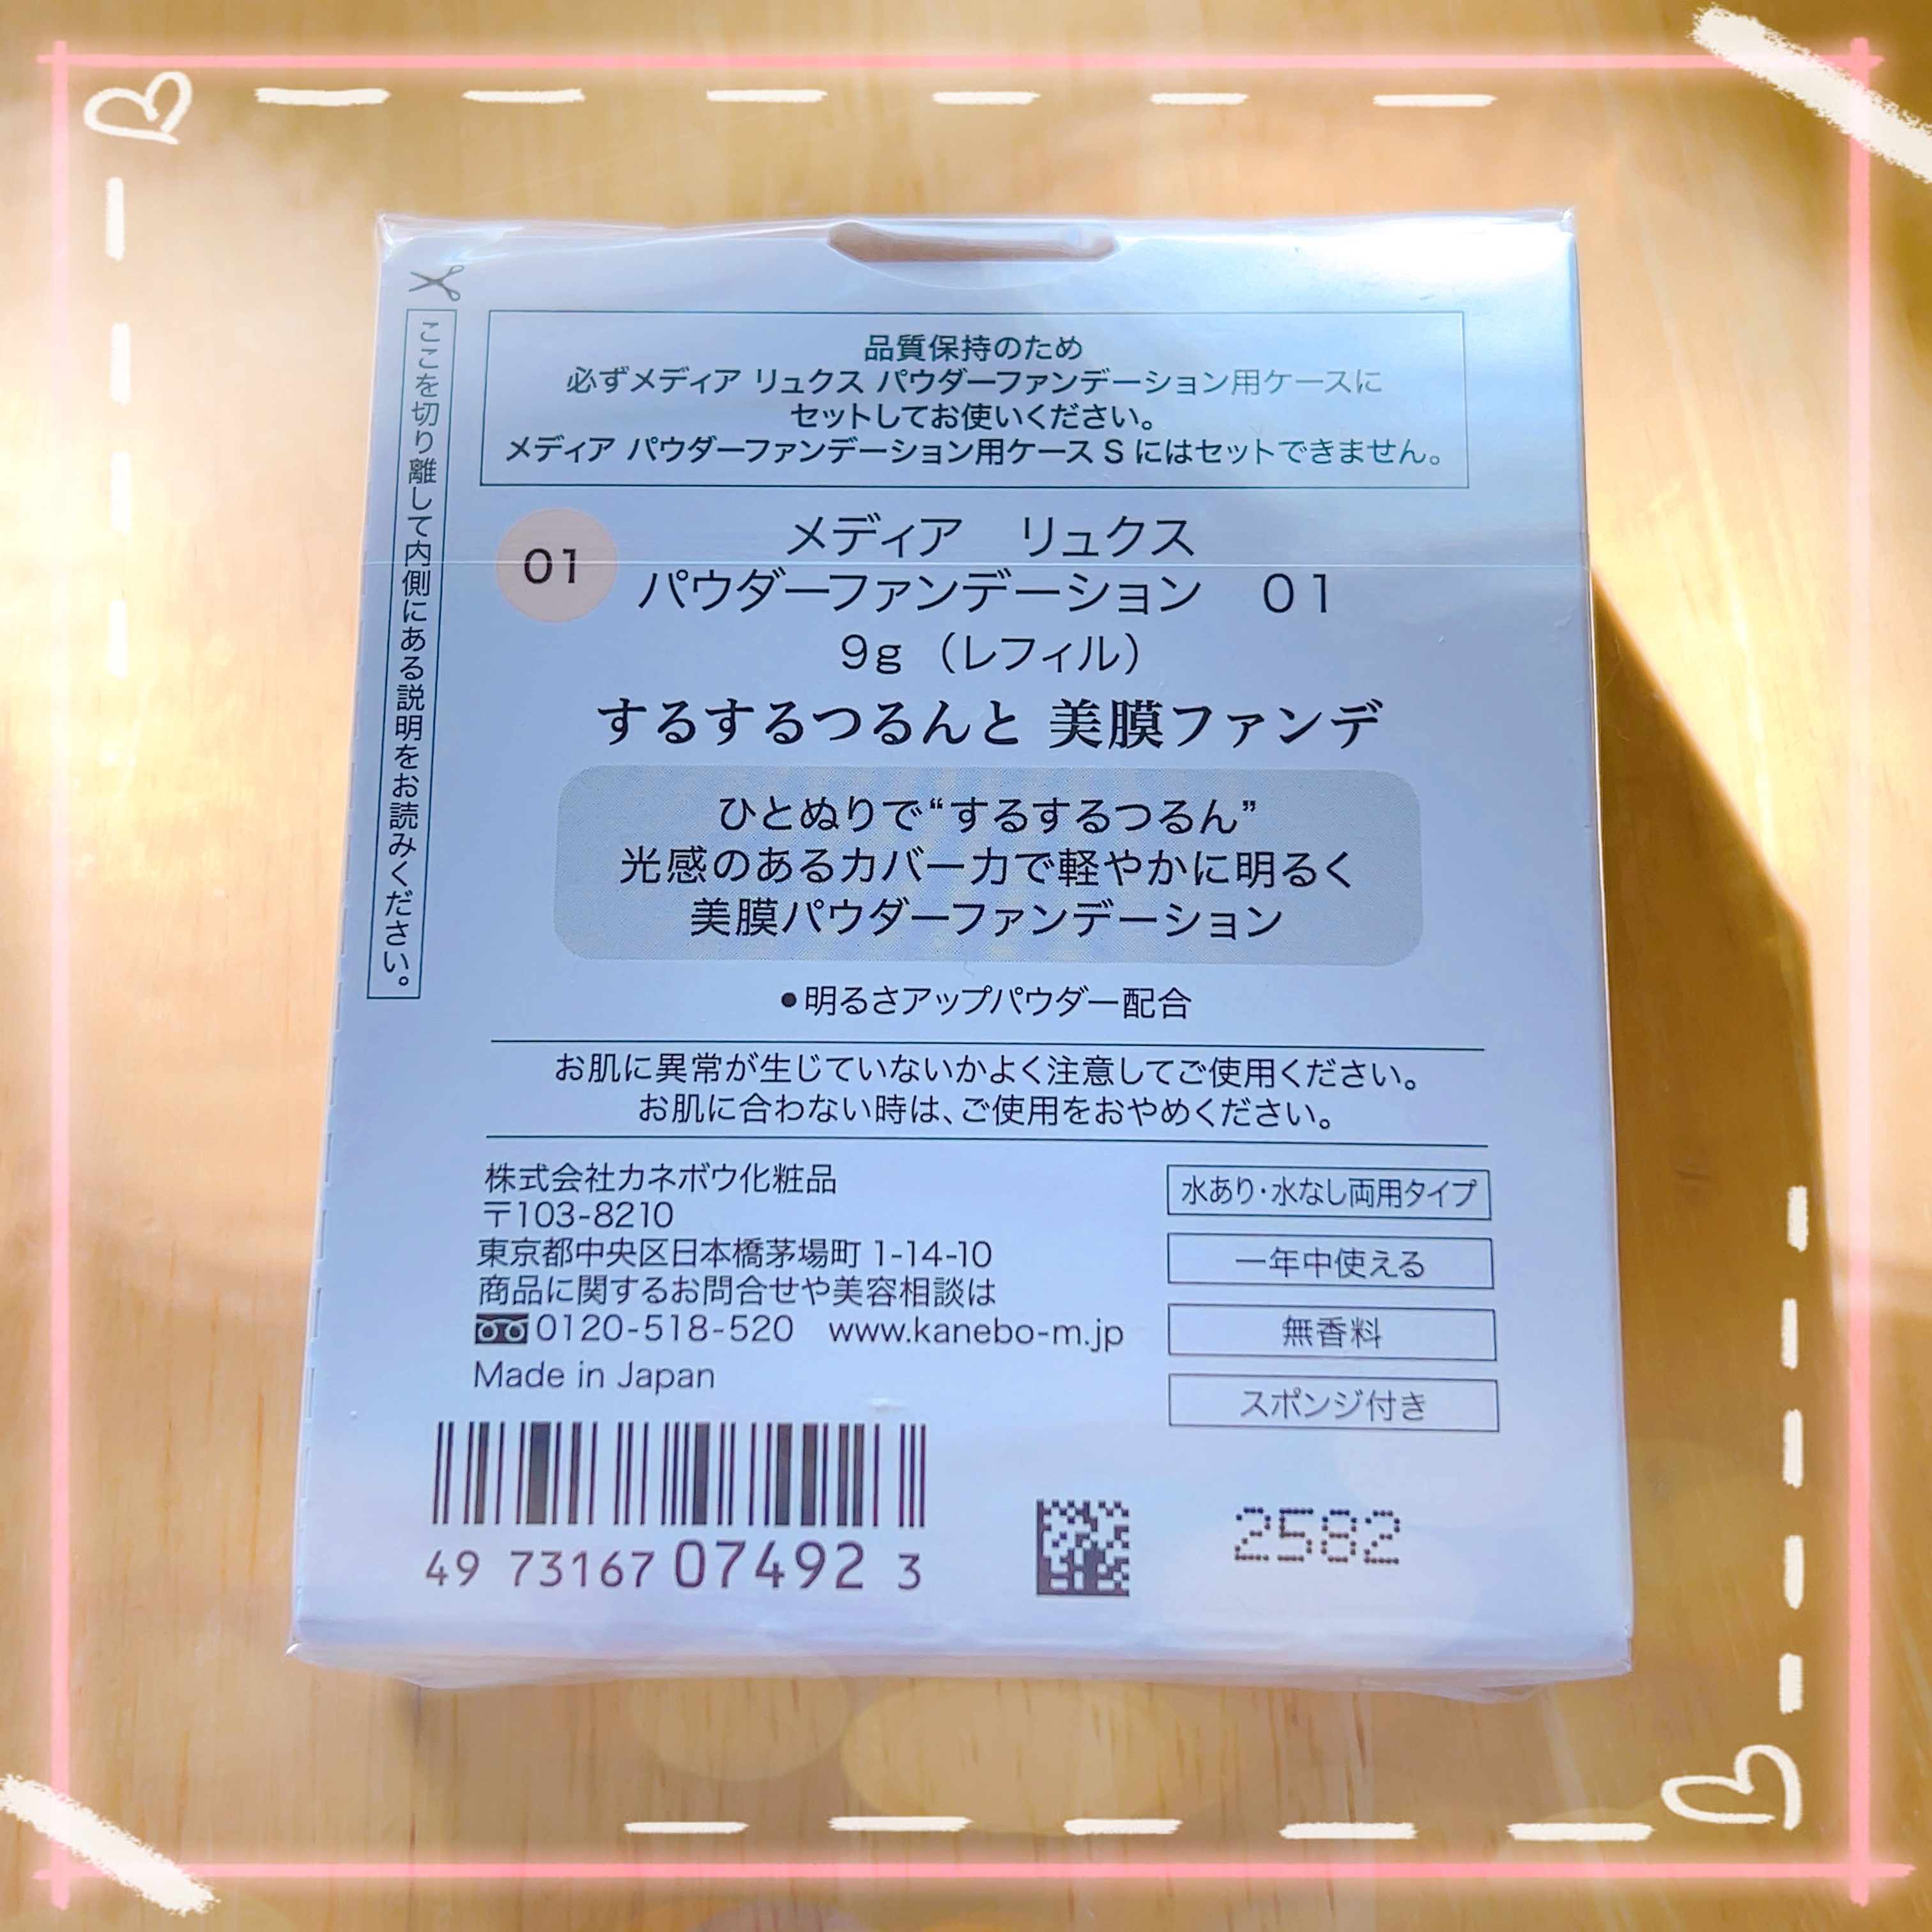 ここを切り離して内側にある説明をお読みください。
品質保持のため
必ずメディア リュクス パウダーファンデーション用ケースに
セットしてお使いください。
メディア パウダーファンデーション用ケース S にはセットできません。
01
メディア リュクス
パウダーファンデーション 01
9g（レフィル）
するするつるんと 美膜ファンデ
ひとぬりで“するするつるん”
光感のあるカバー力で軽やかに明るく
美膜パウダーファンデーション
●明るさアップパウダー配合
お肌に異常が生じていないかよく注意してご使用ください。
お肌に合わない時は、ご使用をおやめください。
株式会社カネボウ化粧品
〒103-8210
東京都中央区日本橋茅場町 1-14-10
商品に関するお問合せや美容相談は
0120-518-520 www.kanebo-m.jp
Made in Japan
水あり・水なし両用タイプ
一年中使える
無香料
スポンジ付き
49 73167 07492 3
2582